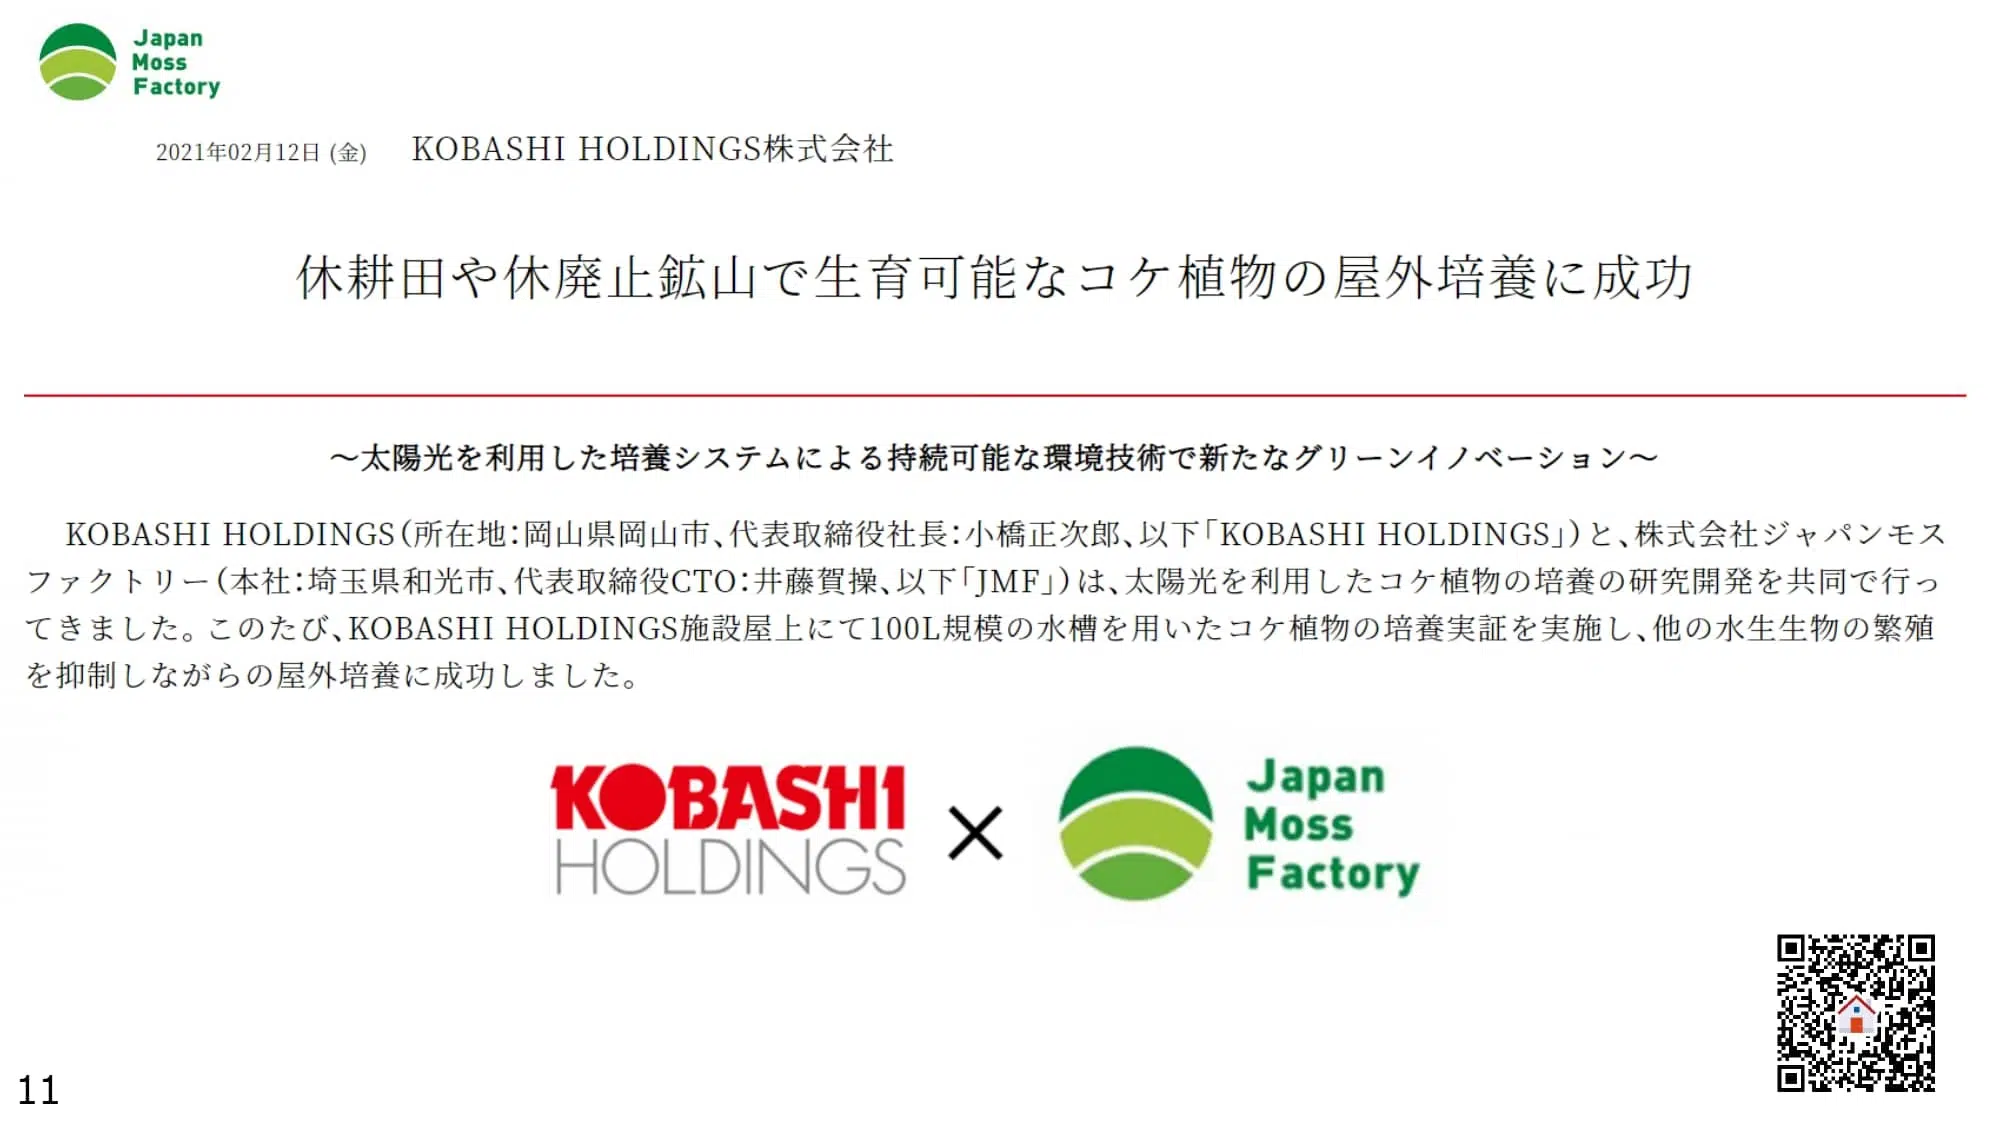 Japan
Moss
Factory
2021年02月12日 (金) KOBASHI HOLDINGS株式会社
休耕田や休廃止鉱山で生育可能なコケ植物の屋外培養に成功
～太陽光を利用した培養システムによる持続可能な環境技術で新たなグリーンイノベーション～
KOBASHI HOLDINGS（所在地：岡山県岡山市、代表取締役社長：小橋正次郎、以下「KOBASHI HOLDINGS」）と、株式会社ジャパンモス
ファクトリー（本社：埼玉県和光市、代表取締役CTO：井藤賀操、以下「JMF」）は、太陽光を利用したコケ植物の培養の研究開発を共同で行っ
てきました。このたび、KOBASHI HOLDINGS施設屋上にて100L規模の水槽を用いたコケ植物の培養実証を実施し、他の水生生物の繁殖
を抑制しながらの屋外培養に成功しました。
KOBASHI
HOLDINGS
×
Japan
Moss
Factory
11